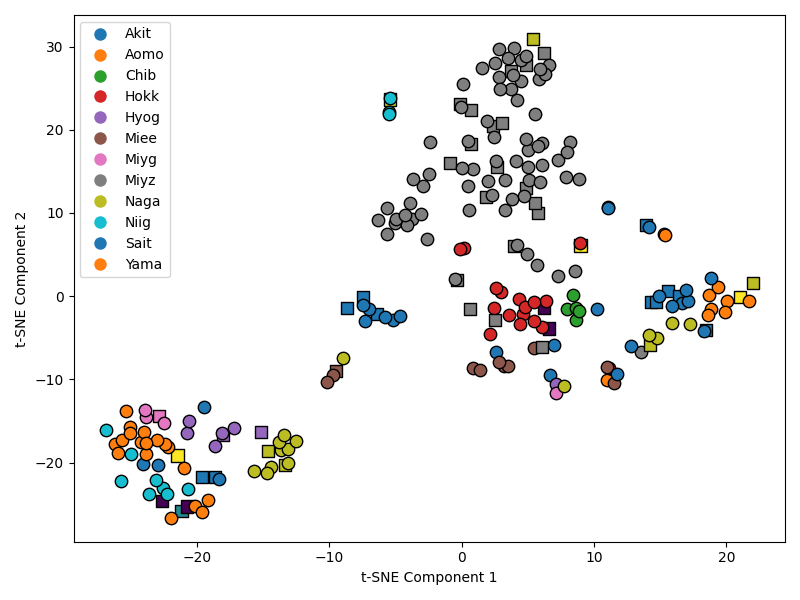 Akit
Aomo
Chib
Hokk
Hyog
Miee
Miyg
Miyz
Naga
Niig
Sait
Yama
30
20
10
0
−10
−20
t-SNE Component 2
−20
−10
0
10
20
t-SNE Component 1